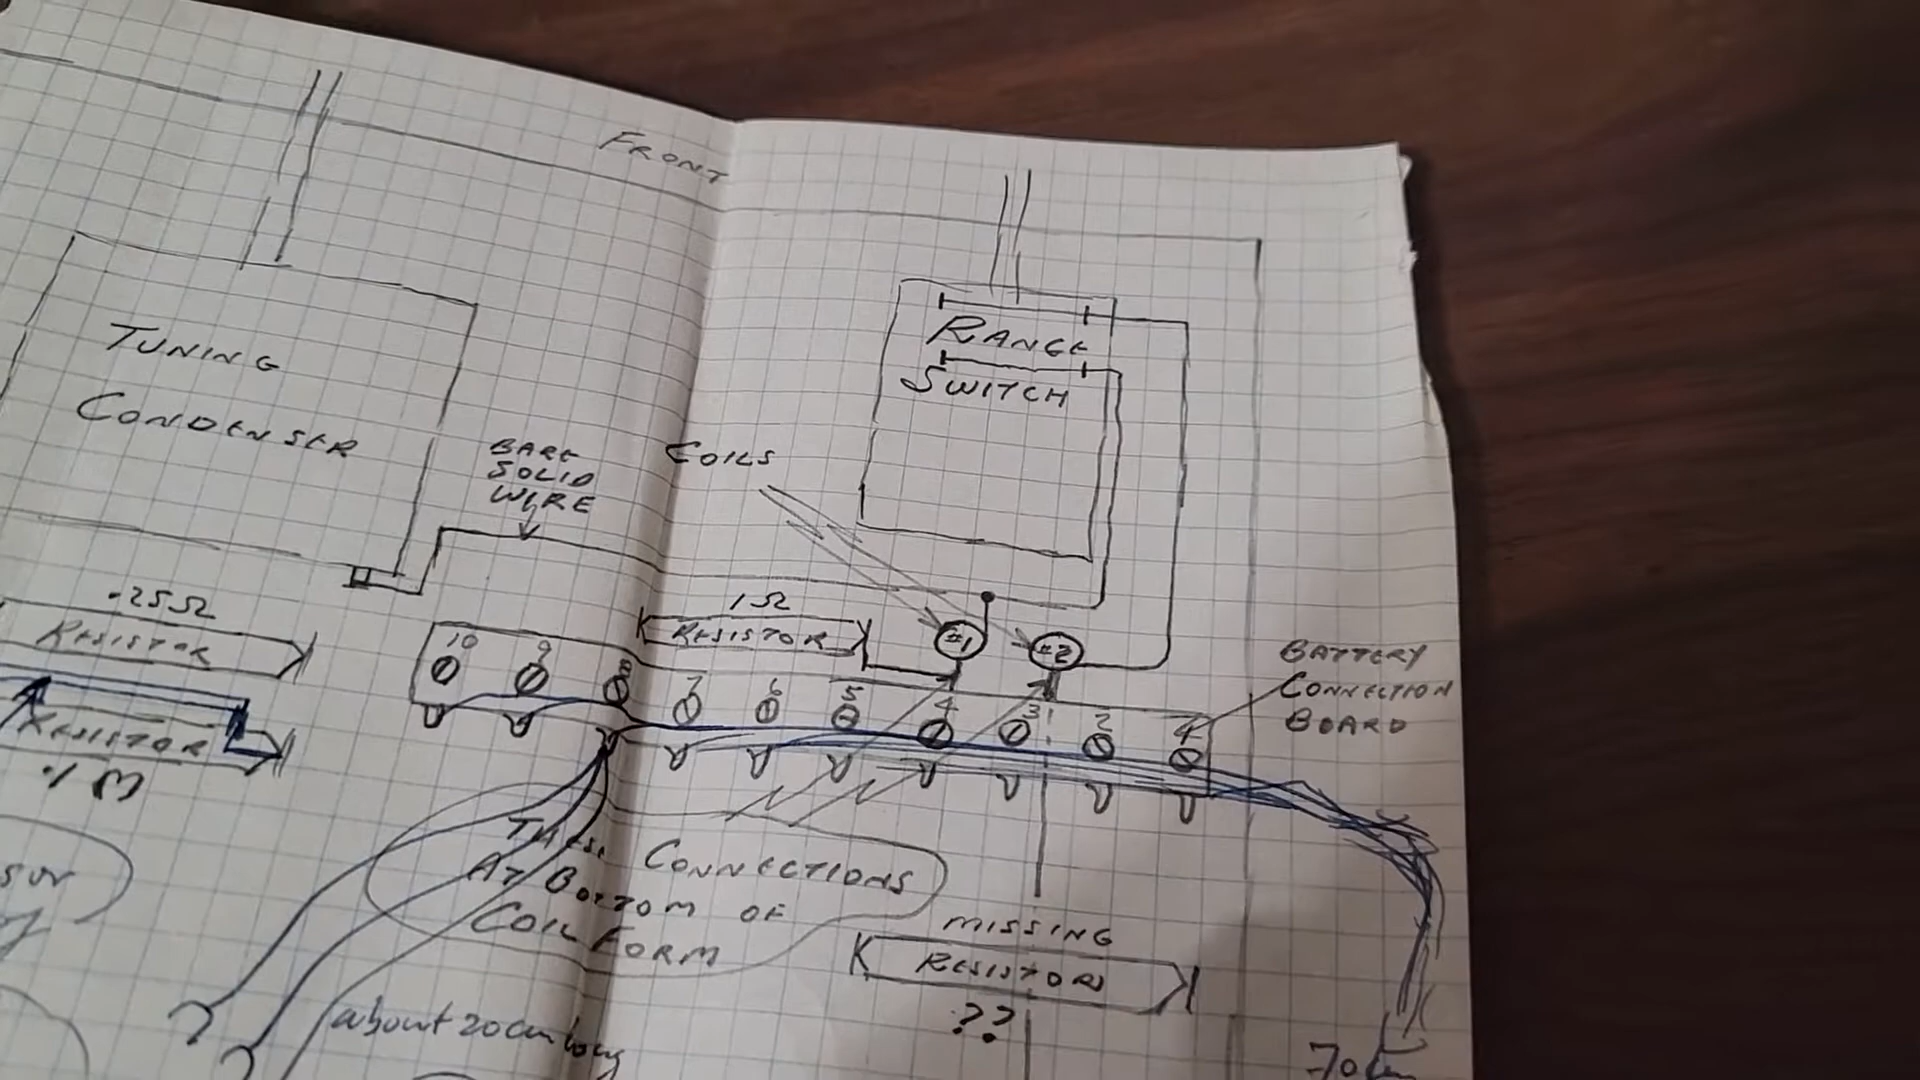 FRONT
TUNING
CONDENSER
RANGE
SWITCH
BARE
SOLID
WIRE
COILS
.25Ω
RESISTOR
1Ω
RESISTOR
#1
#2
BATTERY
CONNECTION
BOARD
10 9 8 7 6 5 4 3 2
RESISTOR
THESE CONNECTIONS
AT BOTTOM OF
COIL FORM
MISSING
RESISTOR
??
about 20cm long
70cm